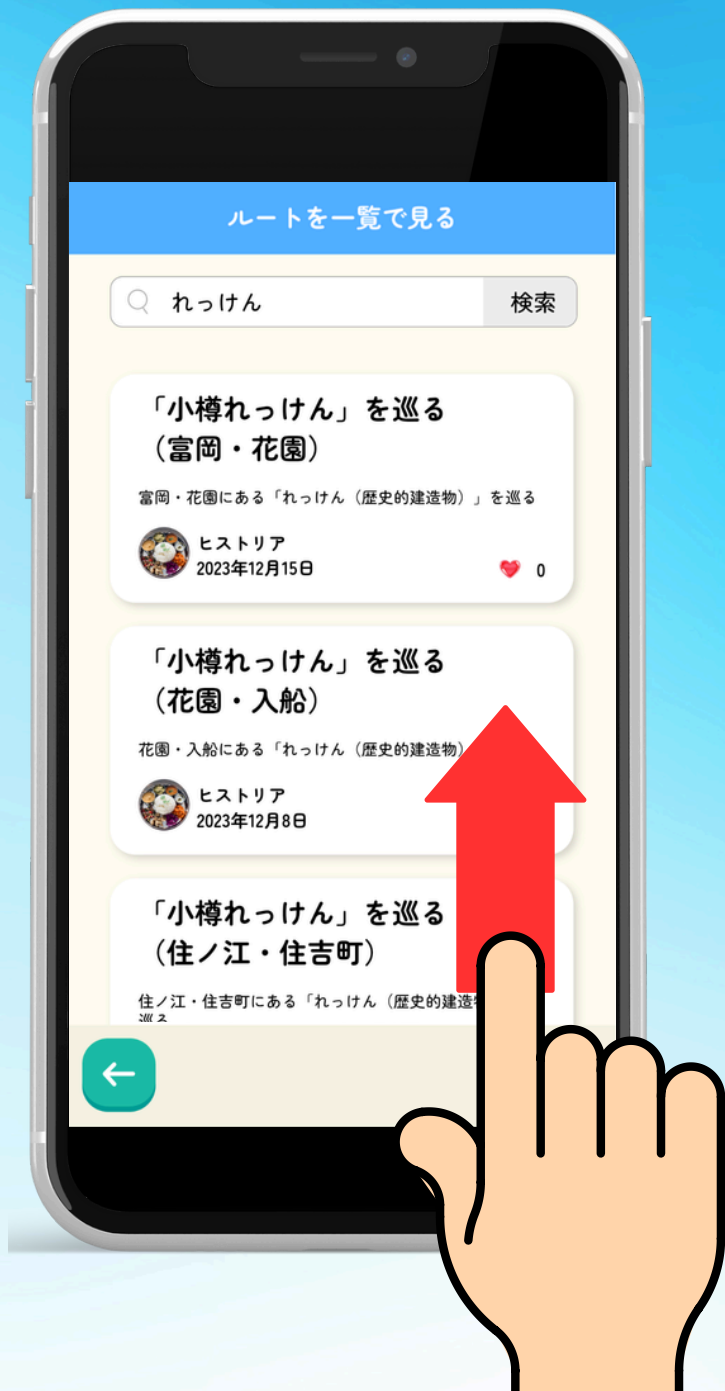 ルートを一覧で見る
れっけん
検索
「小樽れっけん」を巡る
（富岡・花園）
富岡・花園にある「れっけん（歴史的建造物）」を巡る
ヒストリア
2023年12月15日
0
「小樽れっけん」を巡る
（花園・入船）
花園・入船にある「れっけん（歴史的建造物）
ヒストリア
2023年12月8日
「小樽れっけん」を巡る
（住ノ江・住吉町）
住ノ江・住吉町にある「れっけん（歴史的建造
巡る